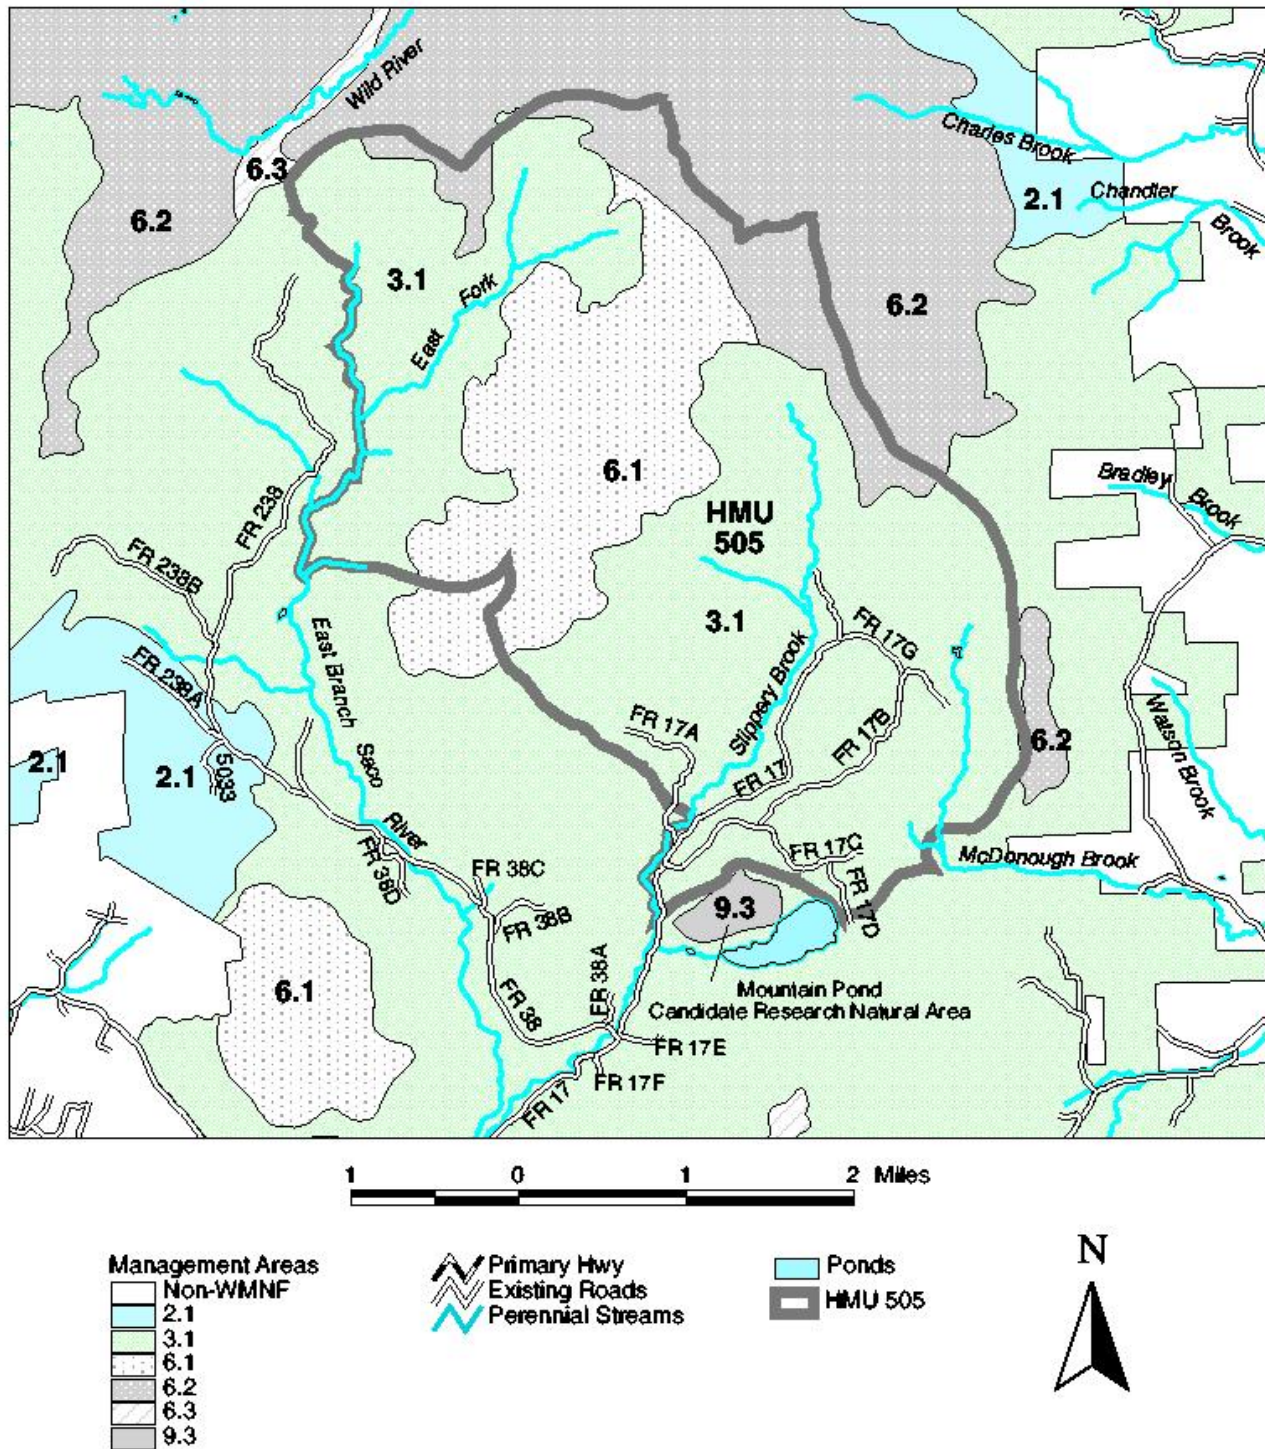 Wild River
Charles Brook
6.3
2.1
Chandler
Brook
6.2
3.1
East
Fork
6.2
6.1
HMU
505
Bradley
Brook
FR 238
FR 238B
3.1
FR 17G
East Branch
Saco
River
FR 238A
Slippery Brook
FR 17A
FR 17B
Watson Brook
6.2
2.1
2.1
5033
FR 17
FR 17C
McDonough Brook
FR 38D
FR 38C
FR 38B
9.3
FR 17D
6.1
FR 38
FR 38A
Mountain Pond
Candidate Research Natural Area
FR 17E
FR 17F
FR 17
1 0 1 2 Miles
N
Management Areas
Non-WMNF
2.1
3.1
6.1
6.2
6.3
9.3
Primary Hwy
Existing Roads
Perennial Streams
Ponds
HMU 505